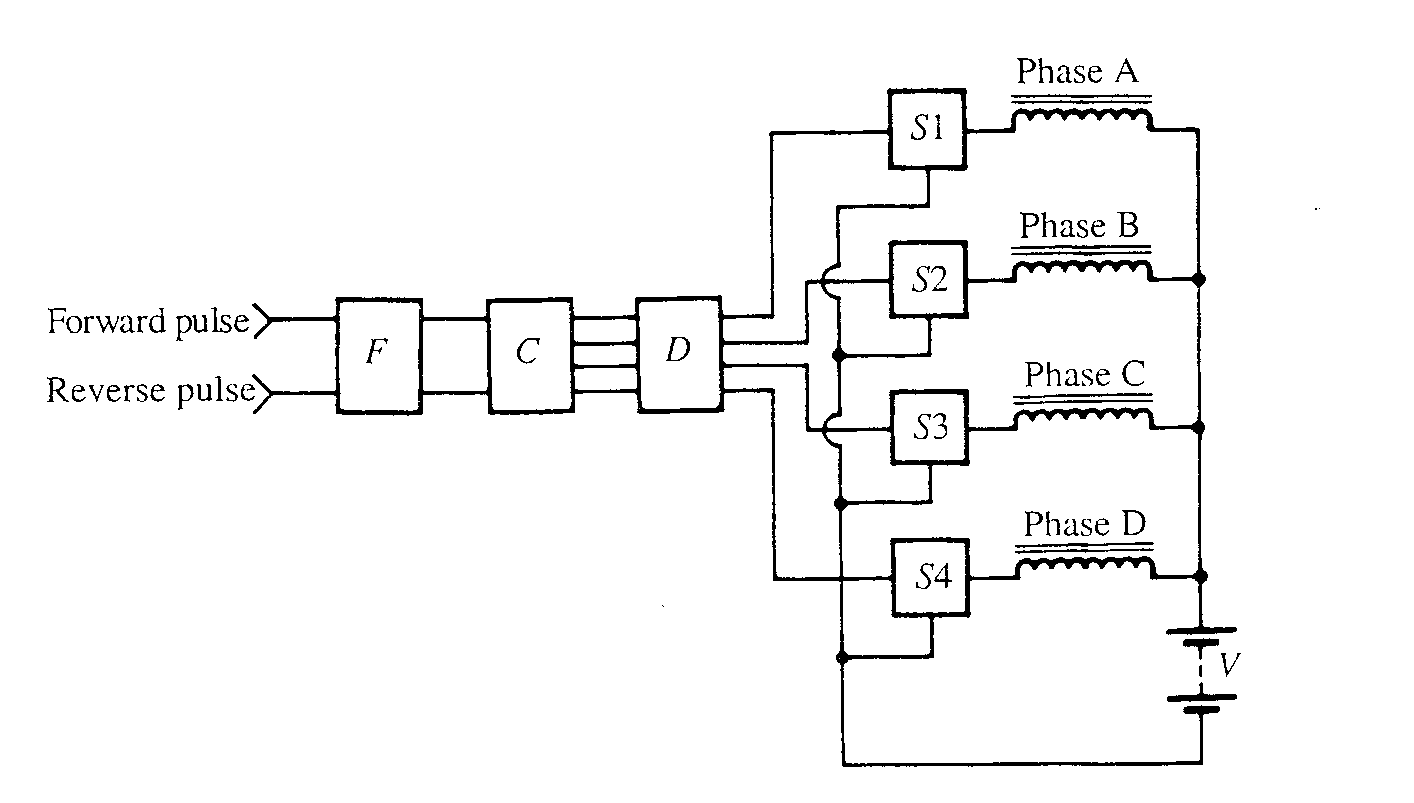 Phase A
S1
Phase B
S2
Forward pulse
F
C
D
Reverse pulse
Phase C
S3
Phase D
S4
V